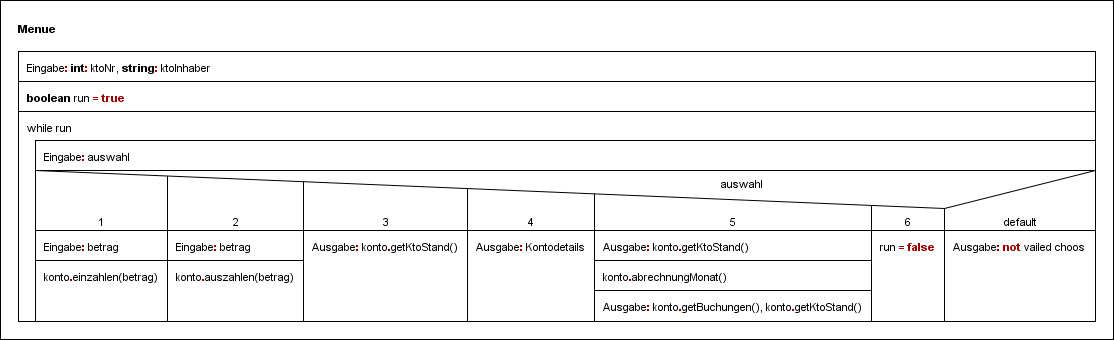 Menue
Eingabe: int: ktoNr, string: ktoInhaber
boolean run = true
while run
Eingabe: auswahl
auswahl
1 2 3 4 5 6 default
Eingabe: betrag Eingabe: betrag Ausgabe: konto.getKtoStand() Ausgabe: Kontodetails Ausgabe: konto.getKtoStand() run = false Ausgabe: not vailed choos
konto.einzahlen(betrag) konto.auszahlen(betrag) konto.abrechnungMonat()
Ausgabe: konto.getBuchungen(), konto.getKtoStand()